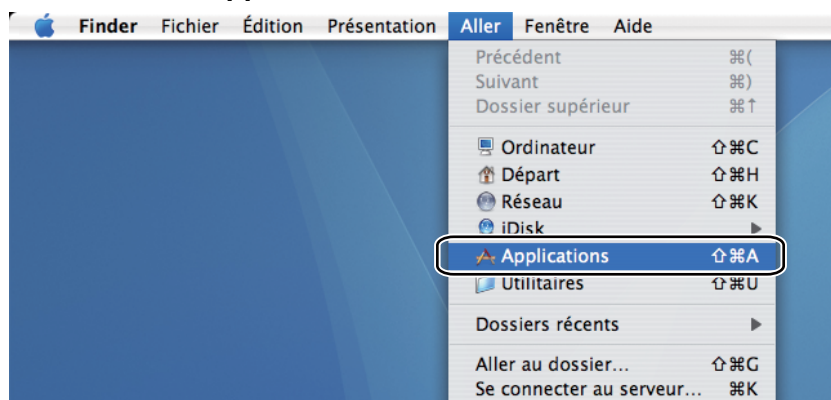 Finder Fichier Édition Présentation Aller Fenêtre Aide
Précédent ⌘(
Suivant ⌘)
Dossier supérieur ⌘↑
Ordinateur ⇧⌘C
Départ ⇧⌘H
Réseau ⇧⌘K
iDisk ▶
Applications ⇧⌘A
Utilitaires ⇧⌘U
Dossiers récents ▶
Aller au dossier... ⇧⌘G
Se connecter au serveur... ⌘K